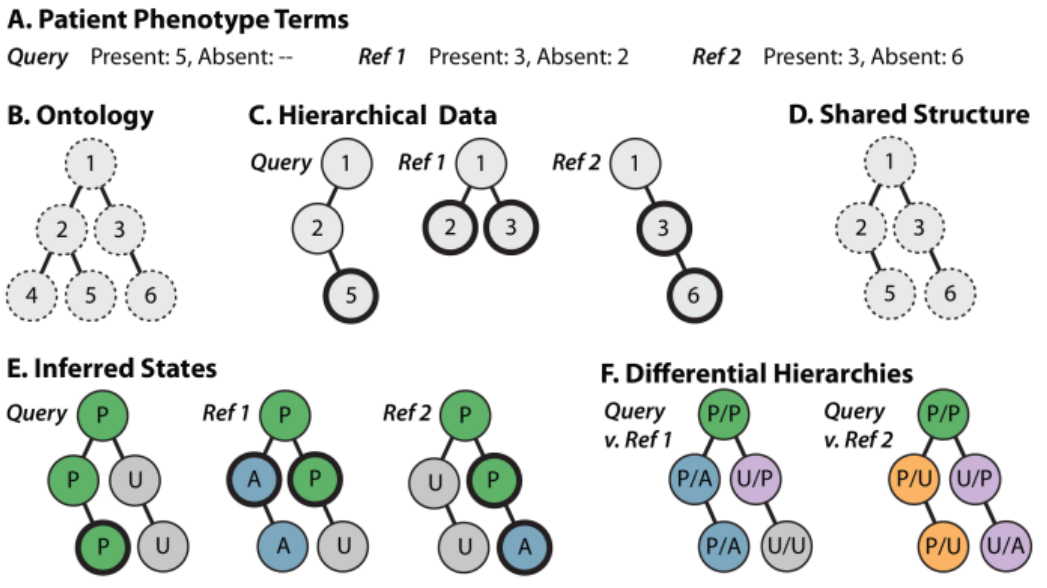 A. Patient Phenotype Terms
Query Present: 5, Absent: -- Ref 1 Present: 3, Absent: 2 Ref 2 Present: 3, Absent: 6
B. Ontology
1
2 3
4 5 6
C. Hierarchical Data
Query 1
2
5
Ref 1 1
2 3
Ref 2 1
3
6
D. Shared Structure
1
2 3
5 6
E. Inferred States
Query P
P U
P U
Ref 1 P
A P
A U
Ref 2 P
U P
U A
F. Differential Hierarchies
Query
v. Ref 1
P/P
P/A U/P
P/A U/U
Query
v. Ref 2
P/P
P/U U/P
P/U U/A